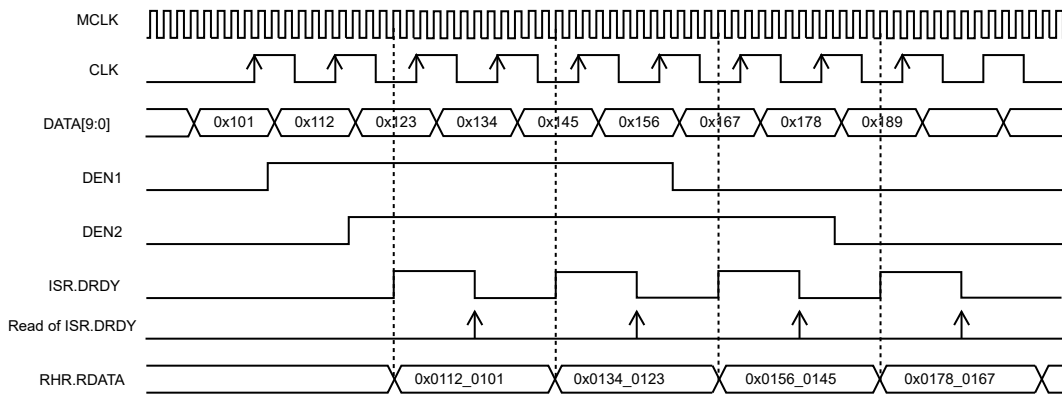 MCLK
CLK
DATA[9:0] 0x101 0x112 0x123 0x134 0x145 0x156 0x167 0x178 0x189
DEN1
DEN2
ISR.DRDY
Read of ISR.DRDY
RHR.RDATA 0x0112_0101 0x0134_0123 0x0156_0145 0x0178_0167